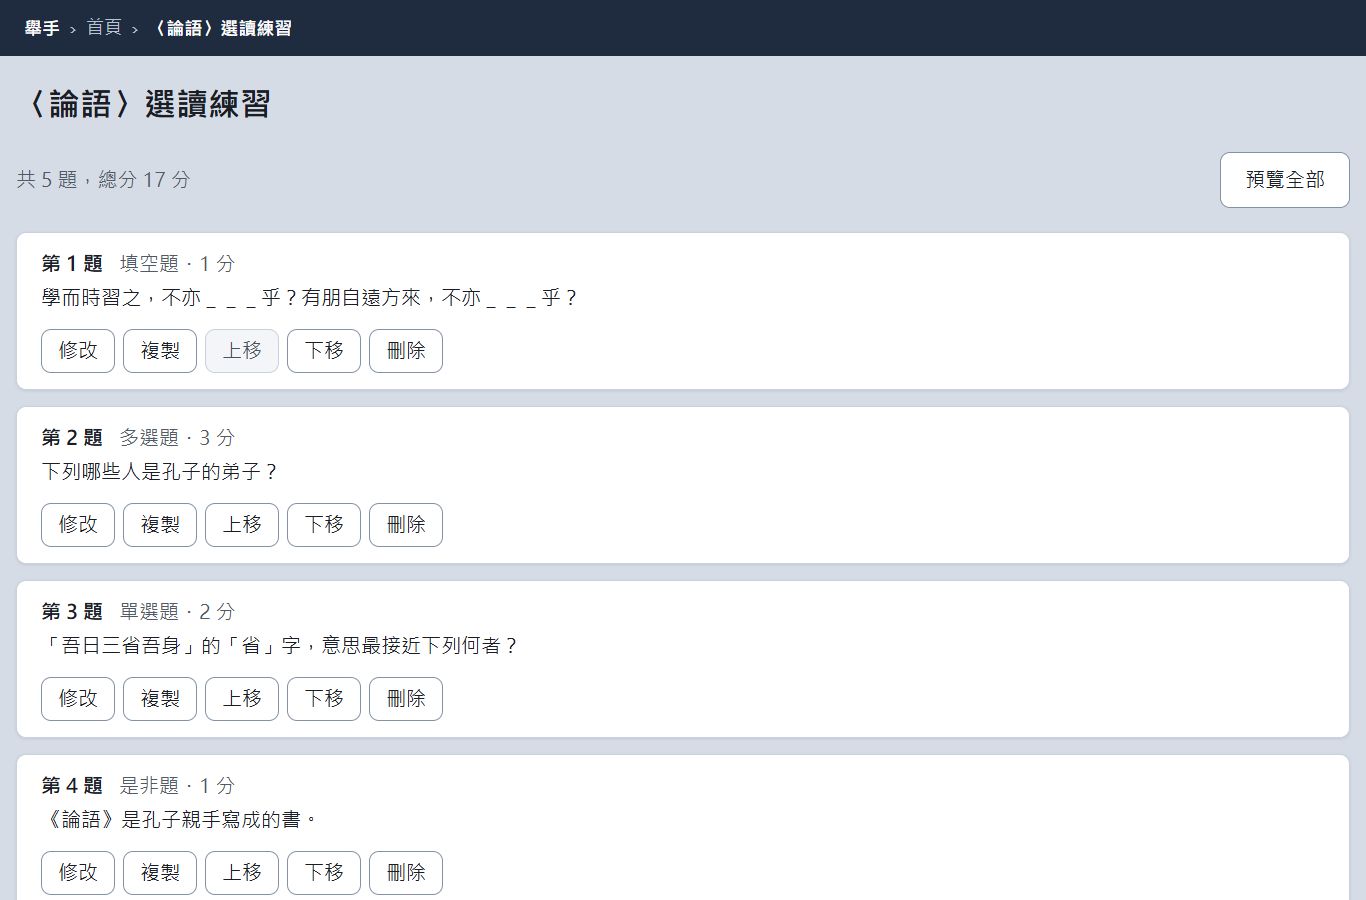 舉手 › 首頁 › 〈論語〉選讀練習
〈論語〉選讀練習
共 5 題，總分 17 分
預覽全部
第 1 題 填空題 · 1 分
學而時習之，不亦＿＿＿乎？有朋自遠方來，不亦＿＿＿乎？
修改 複製 上移 下移 刪除
第 2 題 多選題 · 3 分
下列哪些人是孔子的弟子？
修改 複製 上移 下移 刪除
第 3 題 單選題 · 2 分
「吾日三省吾身」的「省」字，意思最接近下列何者？
修改 複製 上移 下移 刪除
第 4 題 是非題 · 1 分
《論語》是孔子親手寫成的書。
修改 複製 上移 下移 刪除